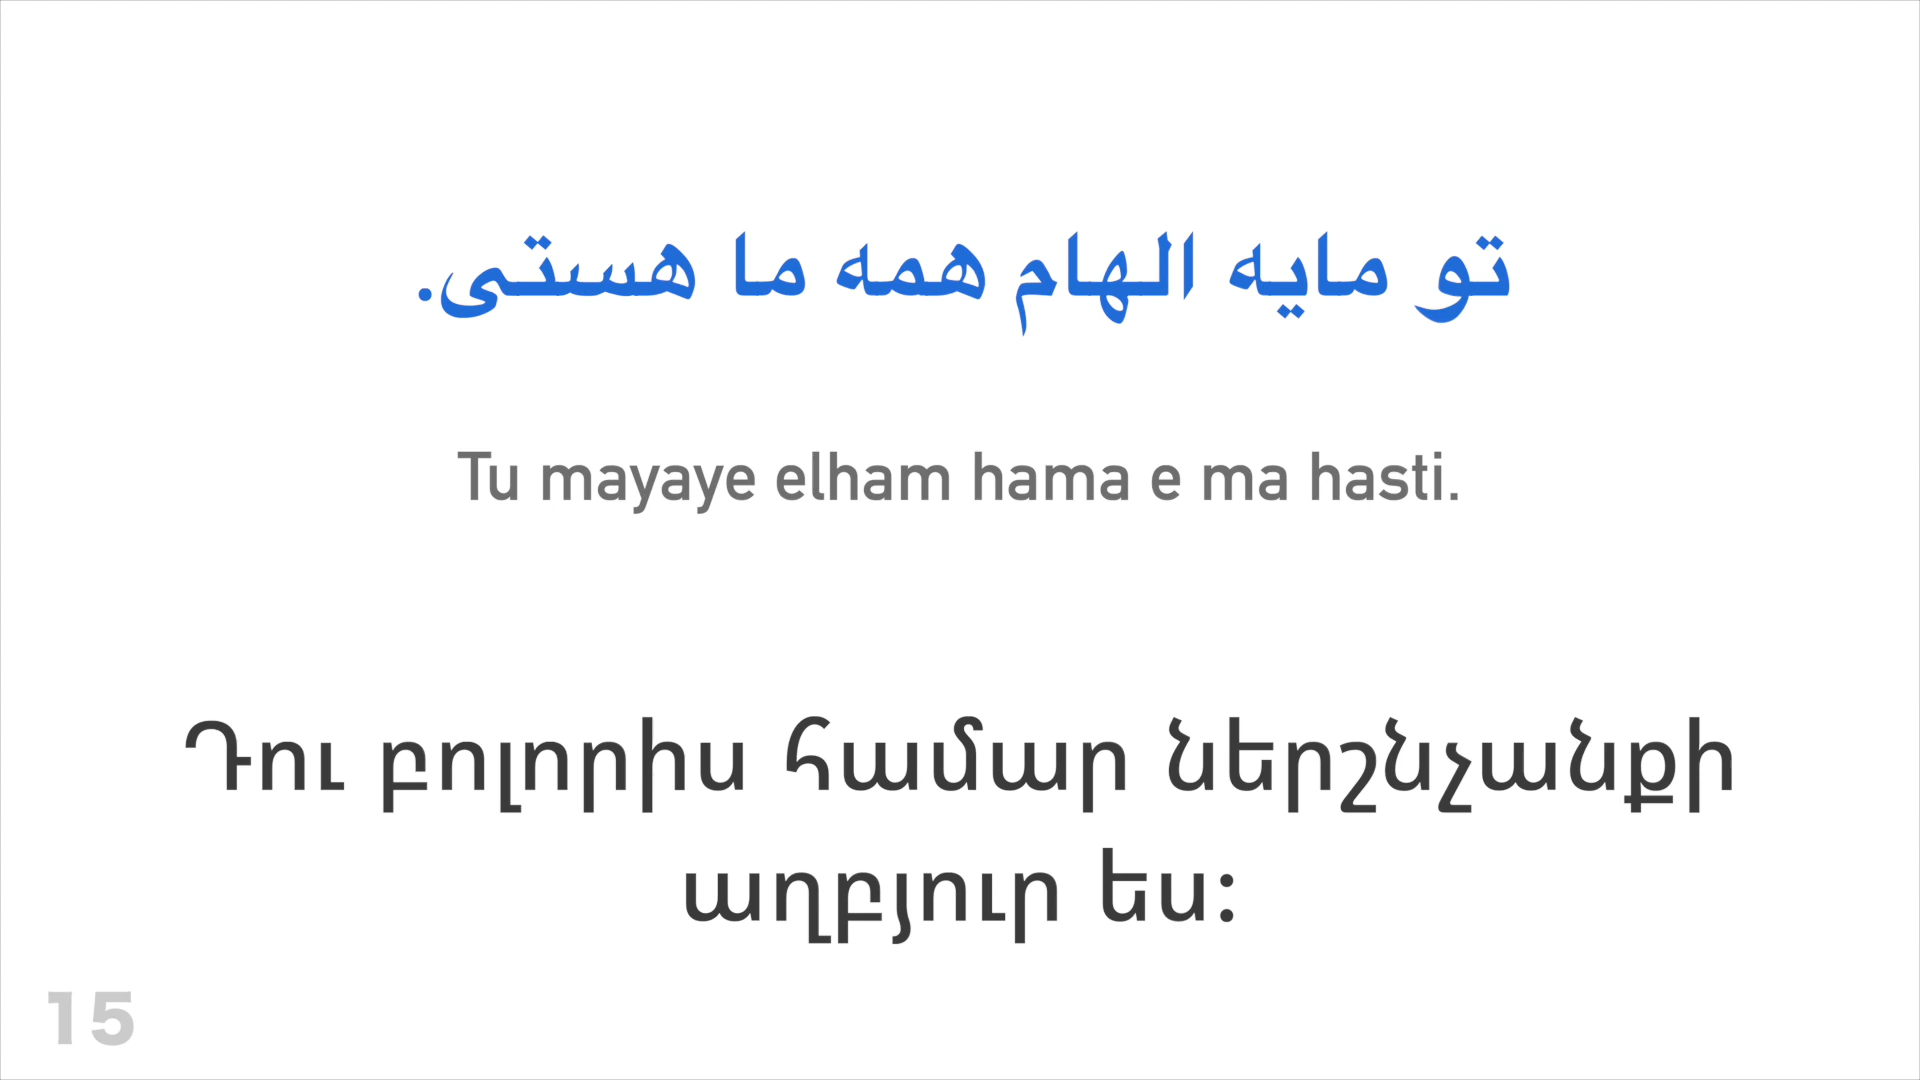 تو مایه الهام همه ما هستی.
Tu mayaye elham hama e ma hasti.
Դու բոլորիս համար ներշնչանքի
աղբյուր ես:
15